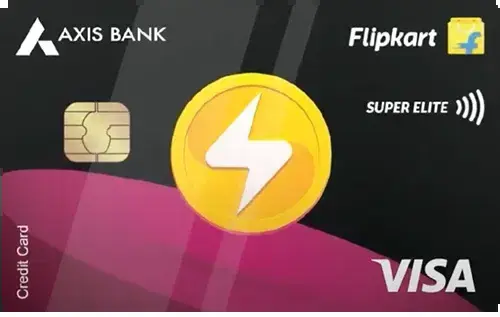 AXIS BANK
Flipkart
SUPER ELITE
Credit Card
VISA